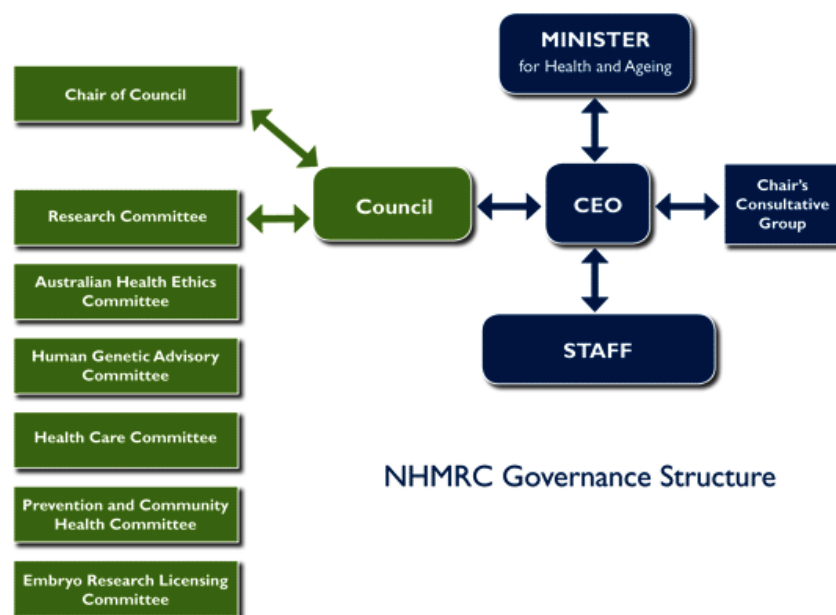 MINISTER
for Health and Ageing
Chair of Council
Research Committee
Council
CEO
Chair's
Consultative
Group
Australian Health Ethics
Committee
Human Genetic Advisory
Committee
STAFF
Health Care Committee
NHMRC Governance Structure
Prevention and Community
Health Committee
Embryo Research Licensing
Committee